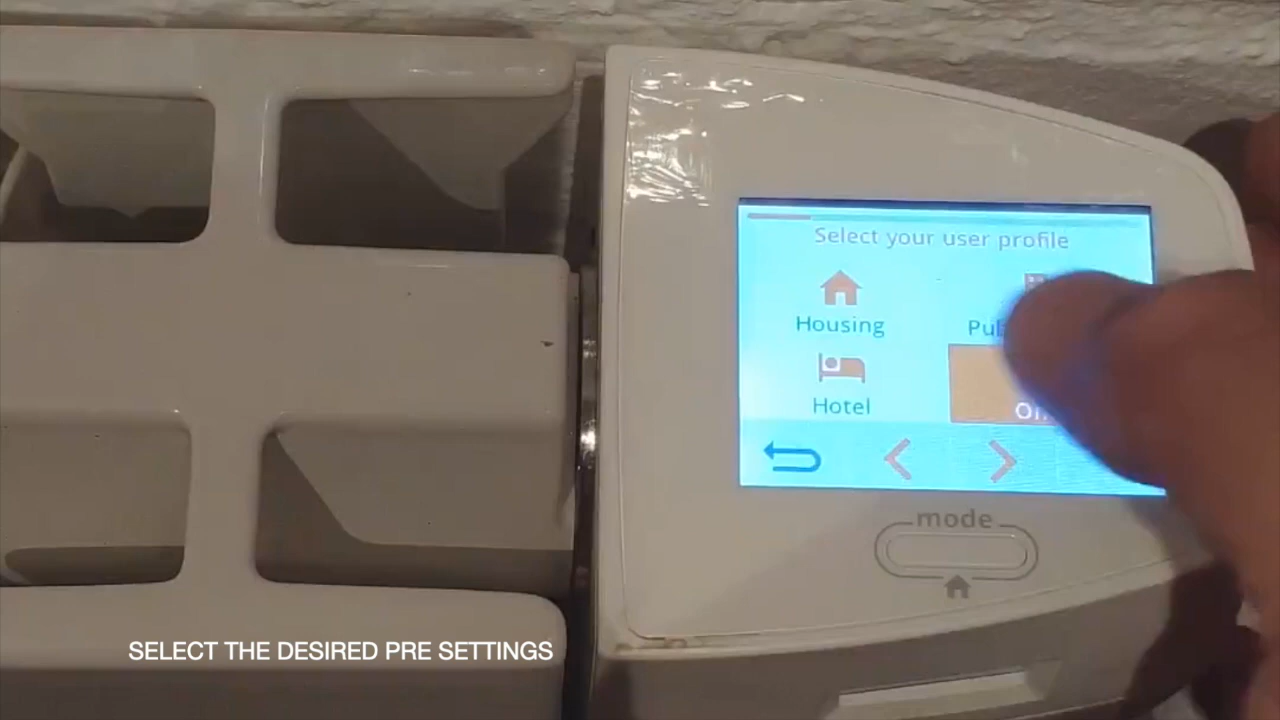 Select your user profile
Housing
Hotel
mode
SELECT THE DESIRED PRE SETTINGS